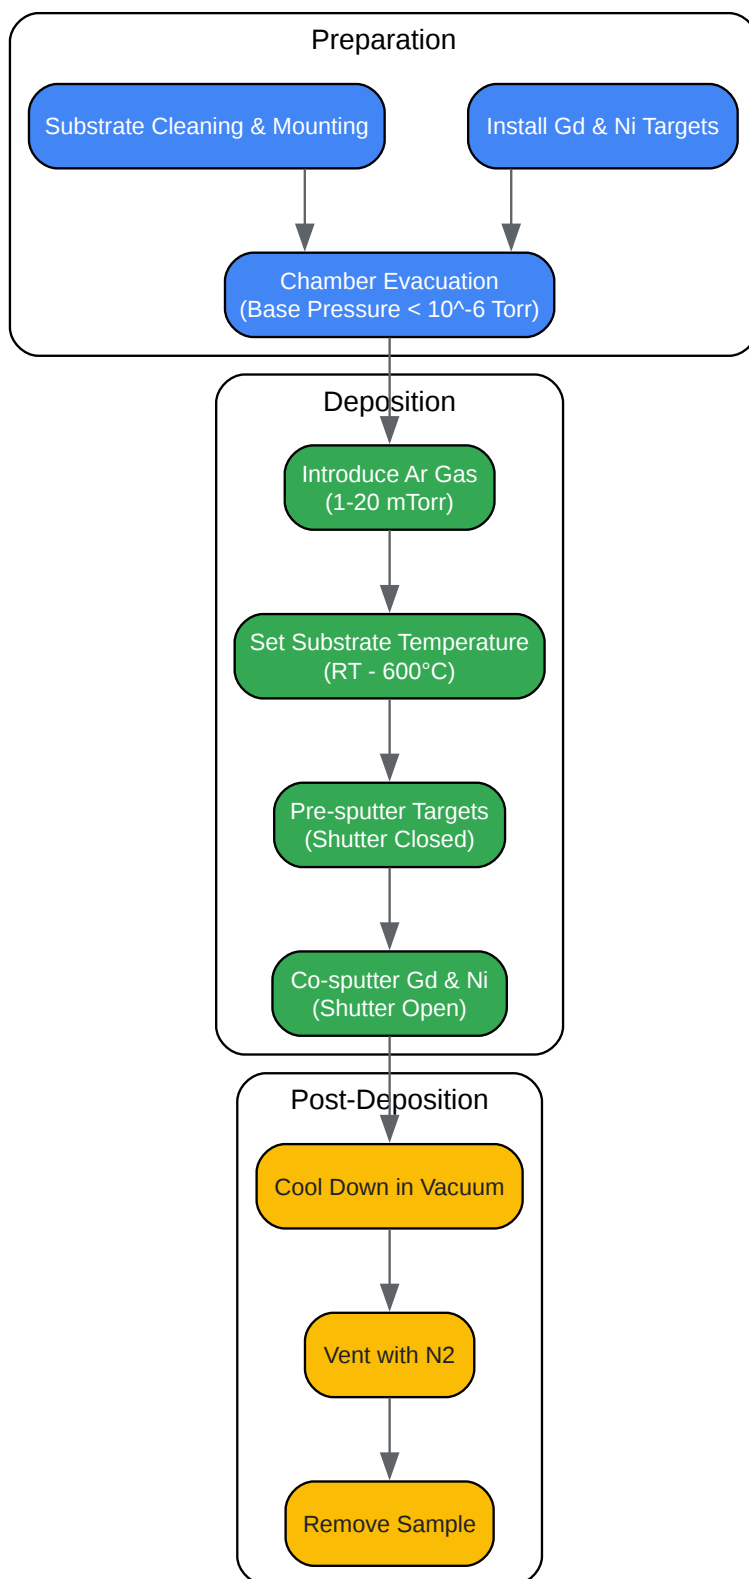 Preparation
Substrate Cleaning & Mounting
Install Gd & Ni Targets
Chamber Evacuation
(Base Pressure < 10^-6 Torr)
Deposition
Introduce Ar Gas
(1-20 mTorr)
Set Substrate Temperature
(RT - 600°C)
Pre-sputter Targets
(Shutter Closed)
Co-sputter Gd & Ni
(Shutter Open)
Post-Deposition
Cool Down in Vacuum
Vent with N2
Remove Sample